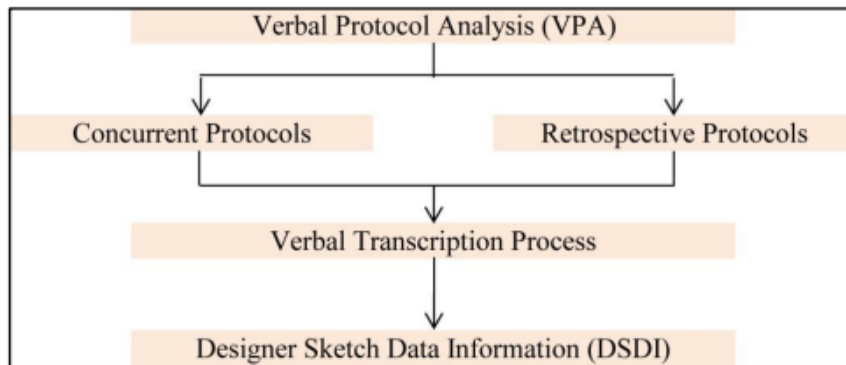 Verbal Protocol Analysis (VPA)
Concurrent Protocols
Retrospective Protocols
Verbal Transcription Process
Designer Sketch Data Information (DSDI)